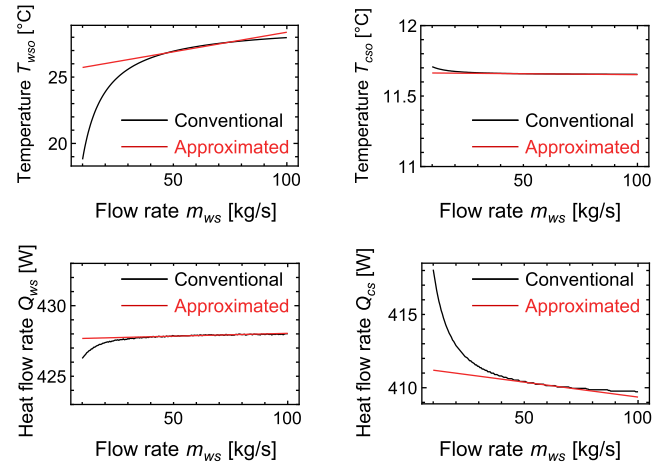 Temperature T_wso [°C]
25
20
Conventional
Approximated
50
100
Flow rate m_ws [kg/s]
Temperature T_cso [°C]
12
11.5
11
Conventional
Approximated
50
100
Flow rate m_ws [kg/s]
Heat flow rate Q_ws [W]
430
425
Conventional
Approximated
50
100
Flow rate m_ws [kg/s]
Heat flow rate Q_cs [W]
415
410
Conventional
Approximated
50
100
Flow rate m_ws [kg/s]